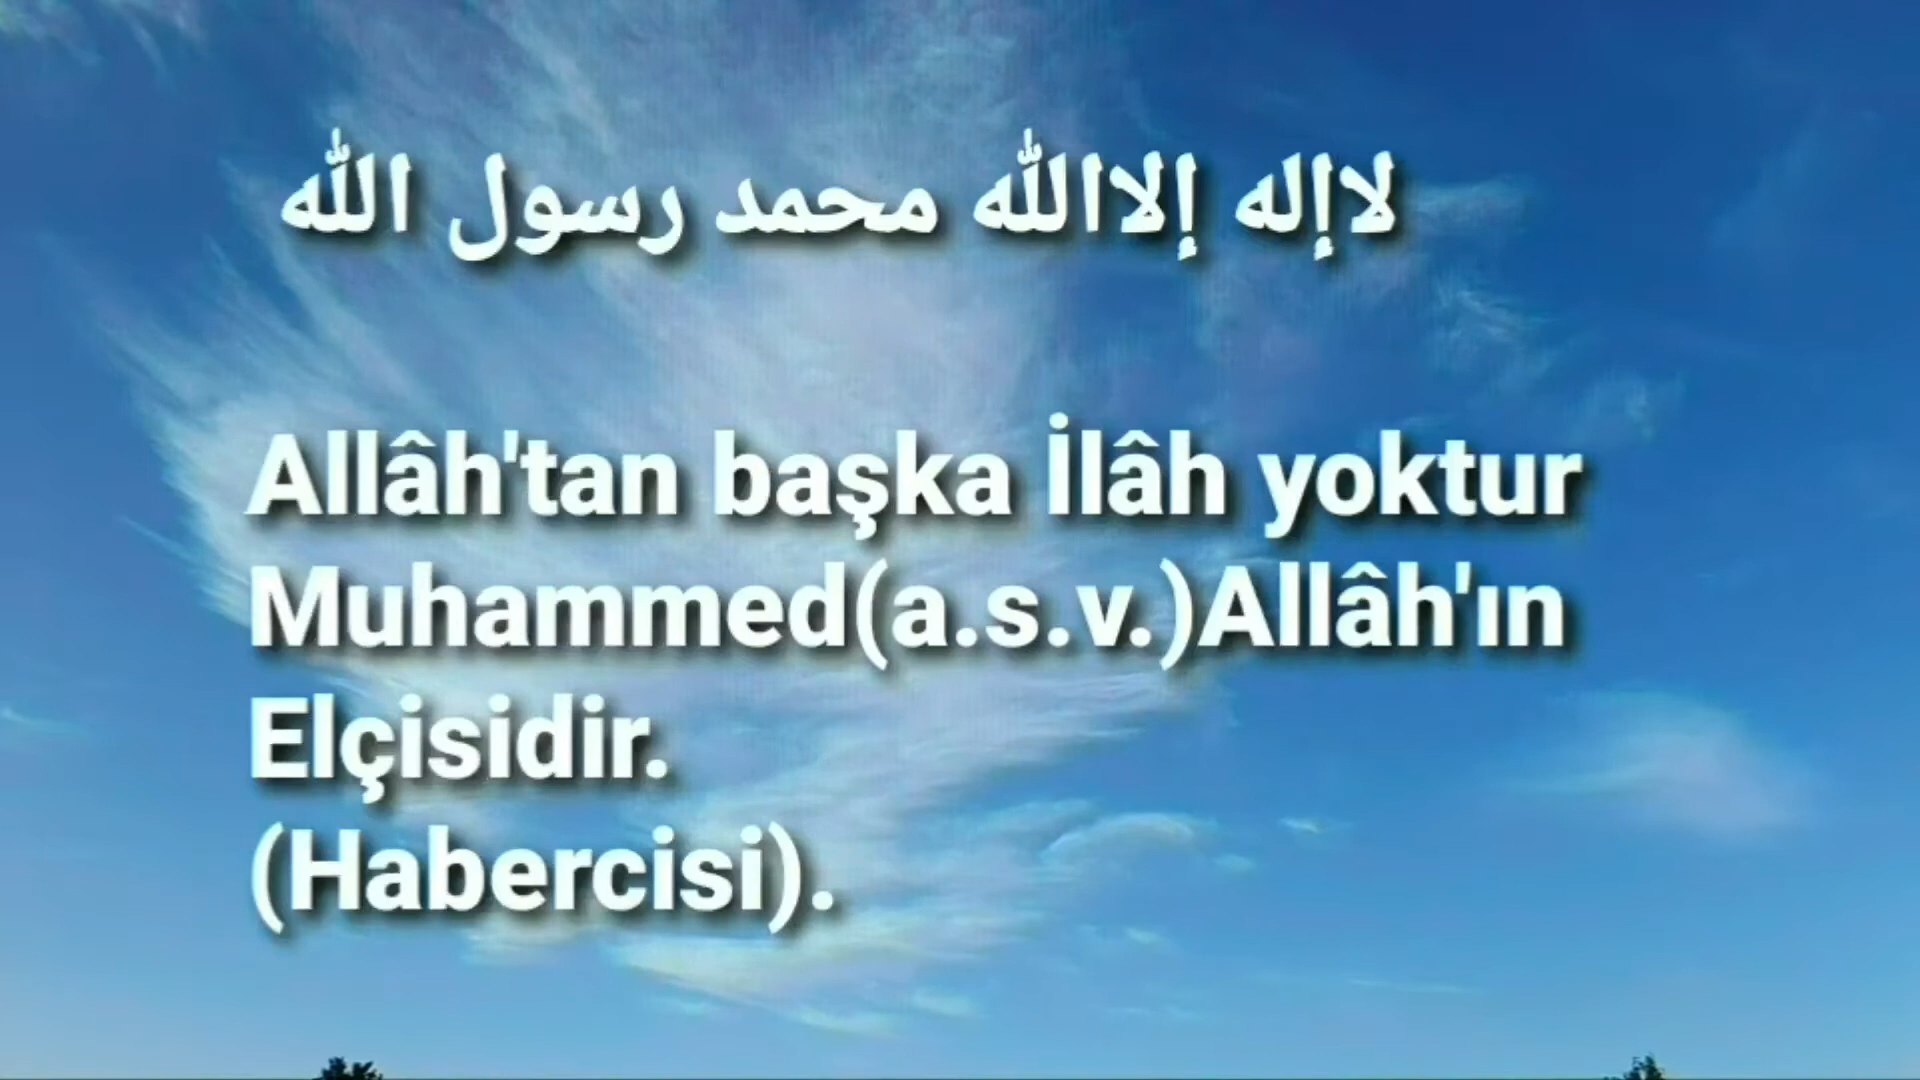 لاإله إلاالله محمد رسول الله
Allâh'tan başka İlâh yoktur
Muhammed(a.s.v.)Allâh'ın
Elçisidir.
(Habercisi).